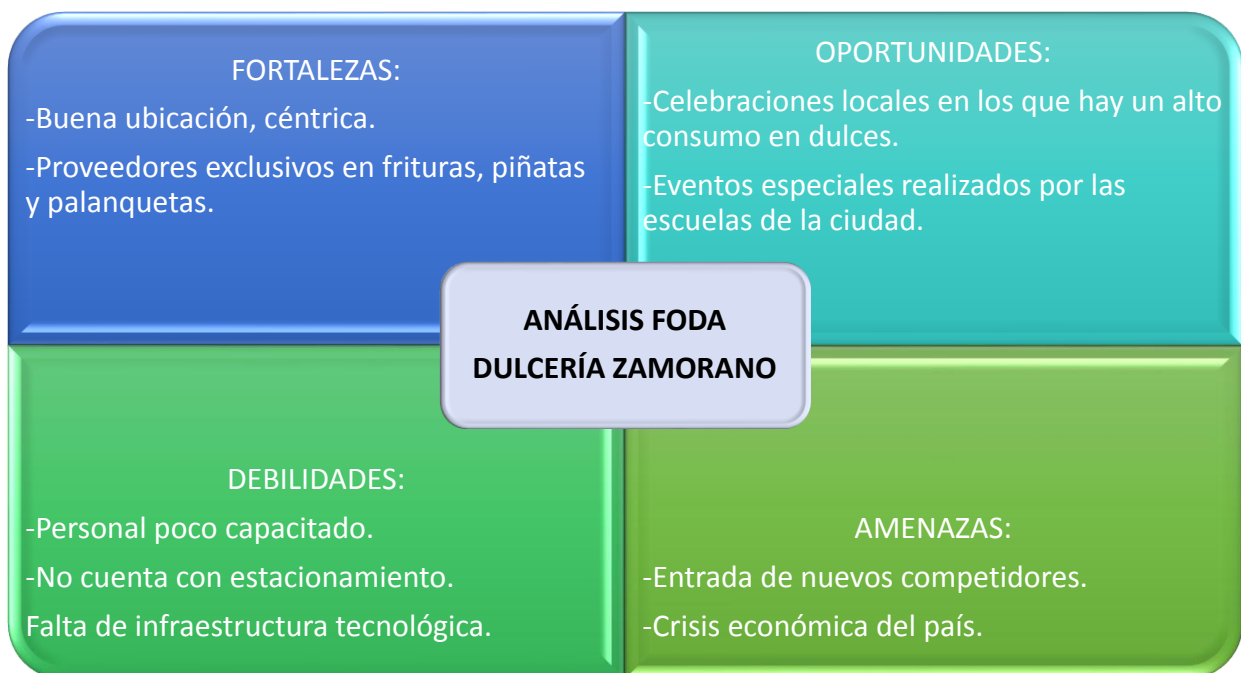 FORTALEZAS:
-Buena ubicación, céntrica.
-Proveedores exclusivos en frituras, piñatas
y palanquetas.
OPORTUNIDADES:
-Celebraciones locales en los que hay un alto
consumo en dulces.
-Eventos especiales realizados por las
escuelas de la ciudad.
ANÁLISIS FODA
DULCERÍA ZAMORANO
DEBILIDADES:
-Personal poco capacitado.
-No cuenta con estacionamiento.
Falta de infraestructura tecnológica.
AMENAZAS:
-Entrada de nuevos competidores.
-Crisis económica del país.